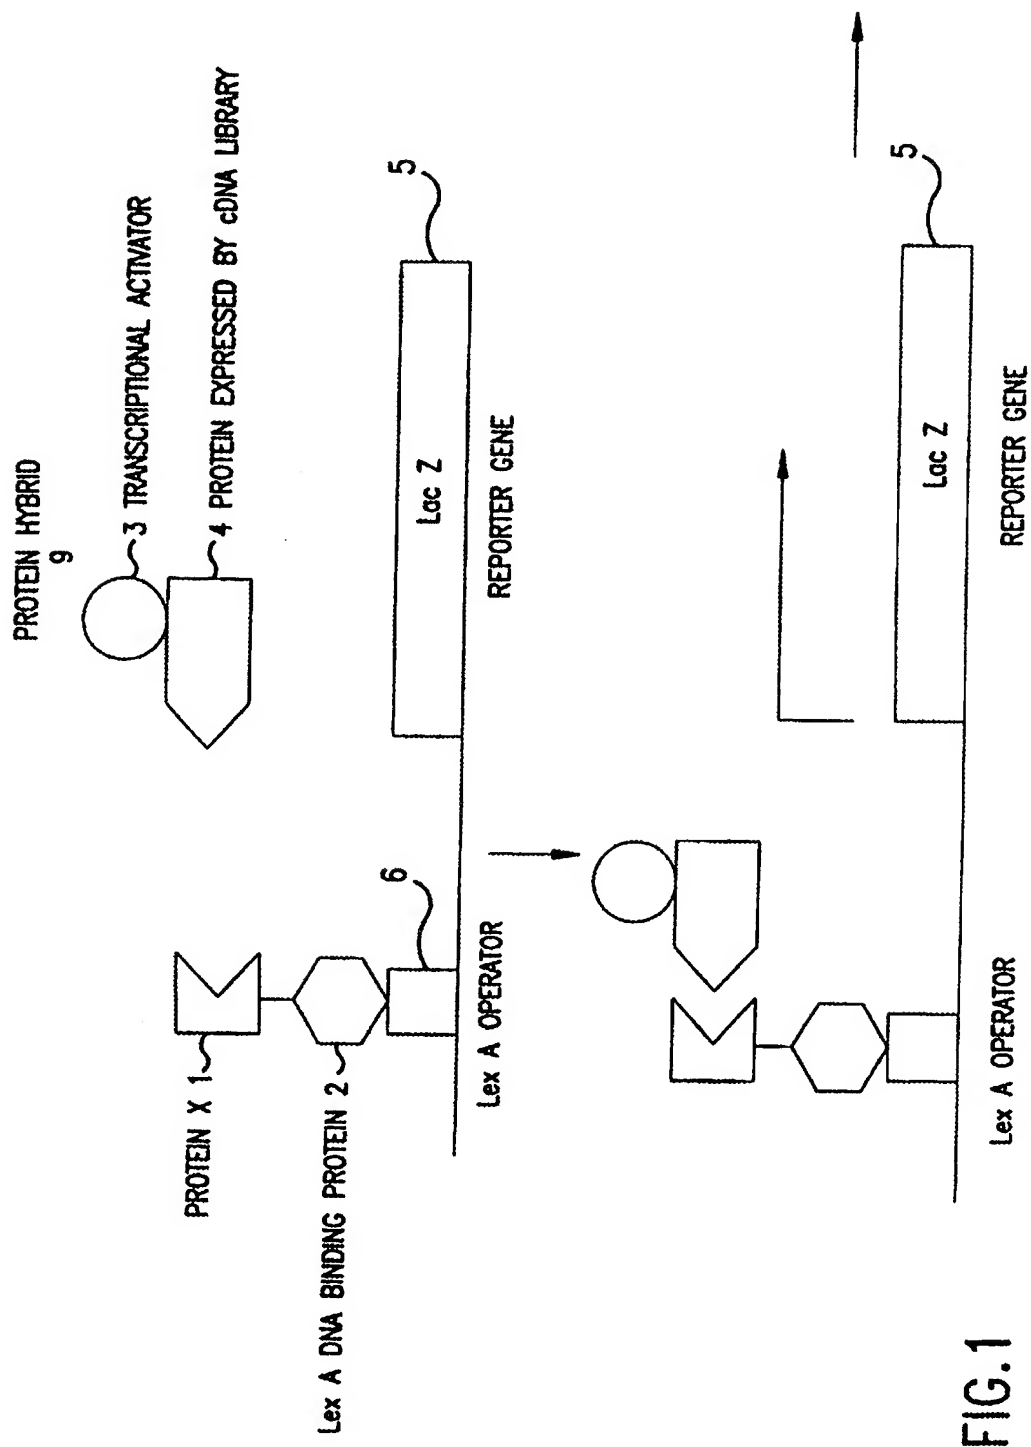 PROTEIN HYBRID
9
3 TRANSCRIPTIONAL ACTIVATOR
4 PROTEIN EXPRESSED BY cDNA LIBRARY
PROTEIN X 1
Lex A DNA BINDING PROTEIN 2
6
5
Lac Z
Lex A OPERATOR
REPORTER GENE
5
Lac Z
Lex A OPERATOR
REPORTER GENE
FIG.1